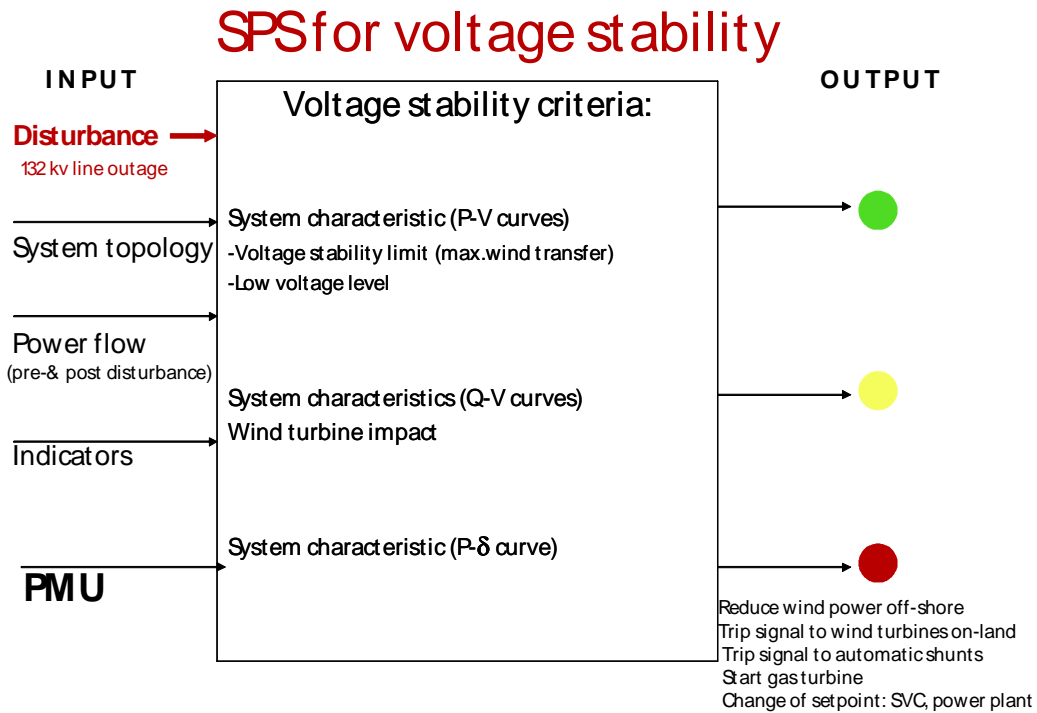 SPS for voltage stability
INPUT
OUTPUT
Voltage stability criteria:
Disturbance
132 kv line outage
System topology
Power flow
(pre-& post disturbance)
Indicators
PMU
System characteristic (P-V curves)
-Voltage stability limit (max.wind transfer)
-Low voltage level
System characteristics (Q-V curves)
Wind turbine impact
System characteristic (P-δ curve)
Reduce wind power off-shore
Trip signal to wind turbines on-land
Trip signal to automatic shunts
Start gas turbine
Change of setpoint: SVC, power plant